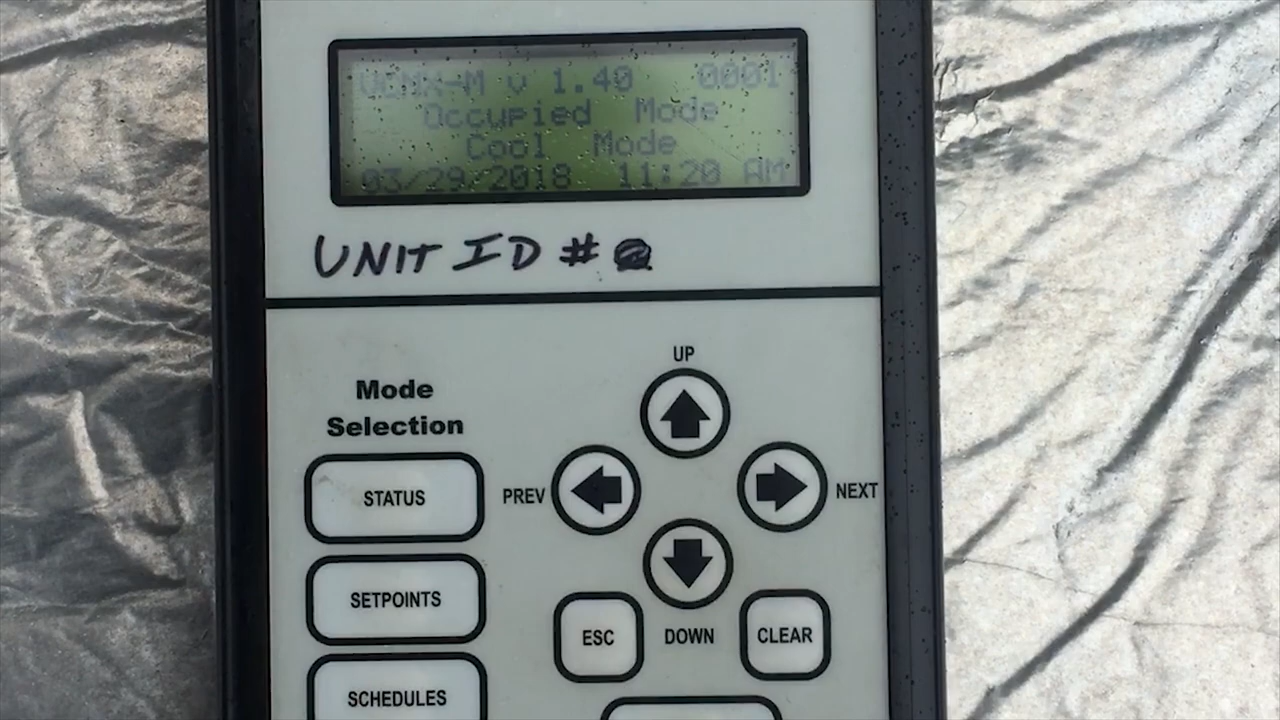 VCMX-M v 1.40 0001
Occupied Mode
Cool Mode
03/29/2018 11:20 AM
UNIT ID #
UP
Mode
Selection
STATUS
PREV
NEXT
SETPOINTS
ESC
DOWN
CLEAR
SCHEDULES